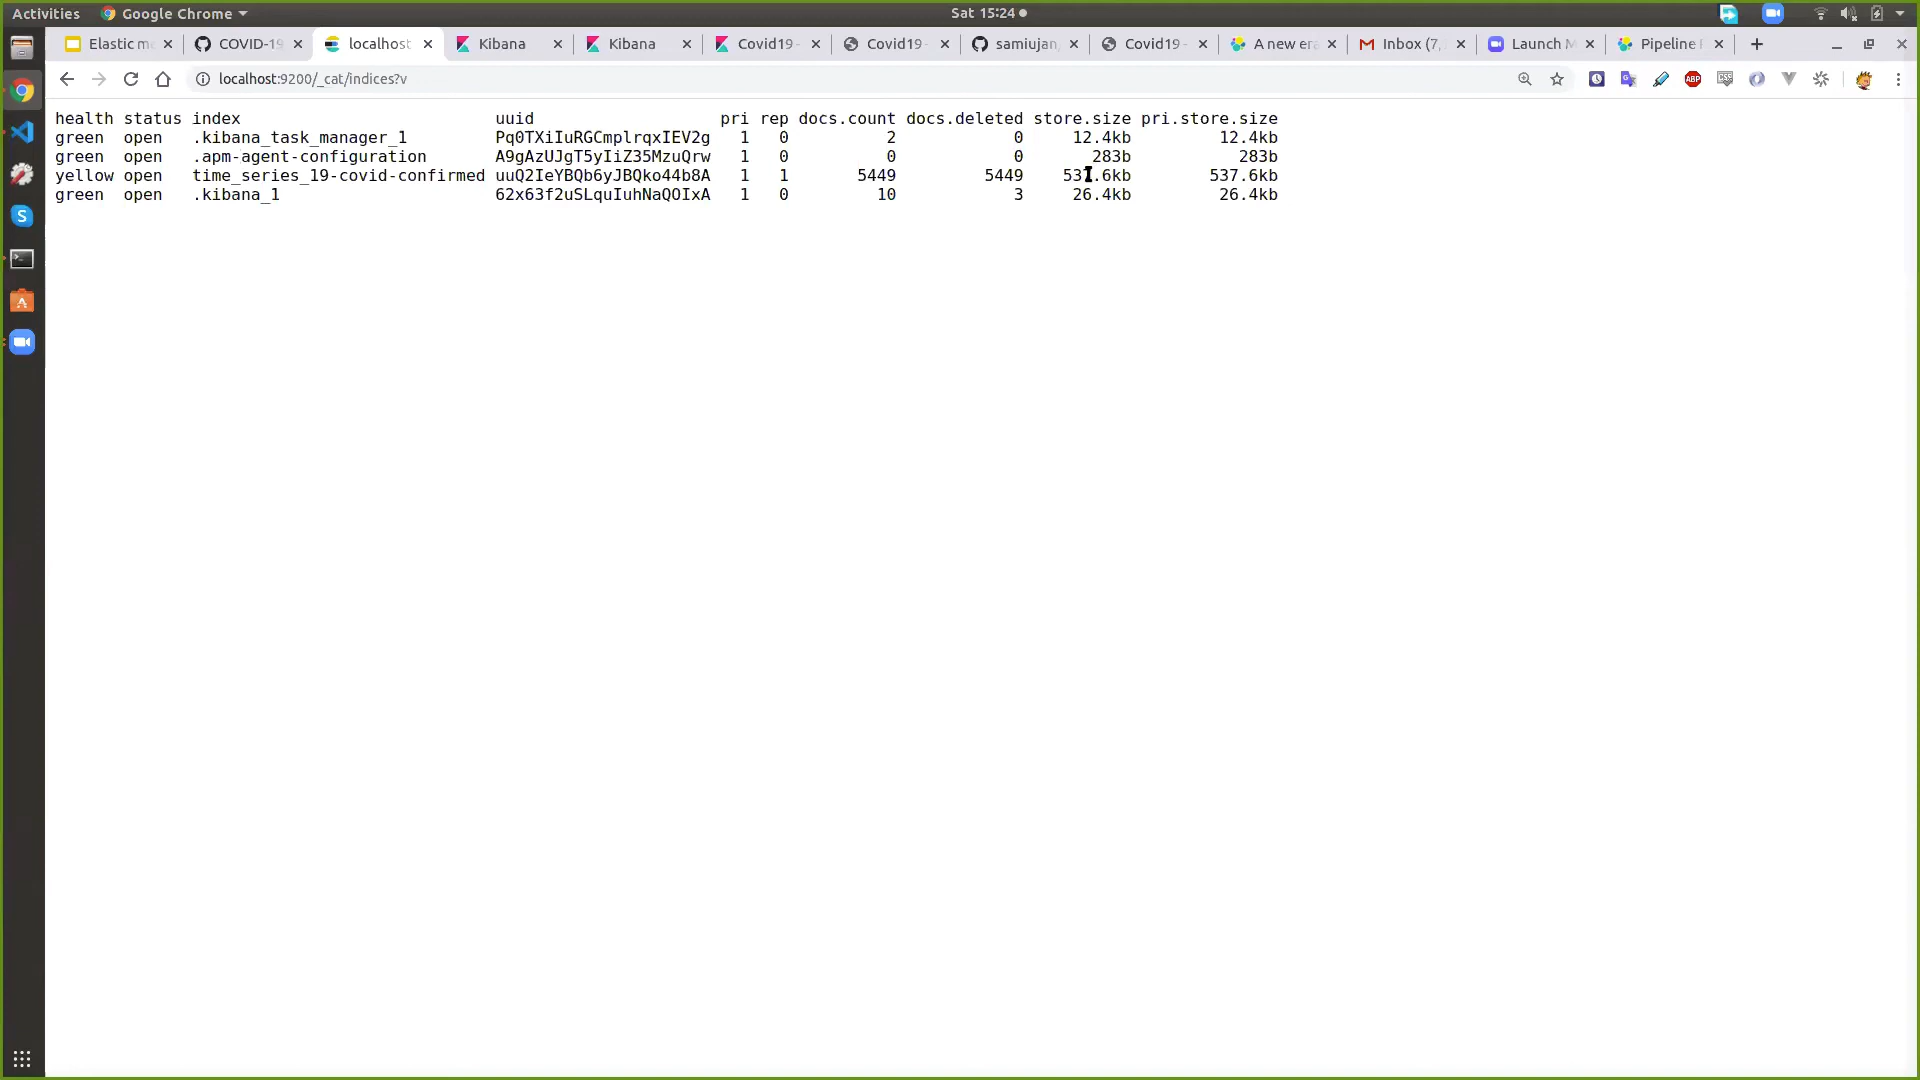 Activities Google Chrome Sat 15:24
Elastic m COVID-19 localhost Kibana Kibana Covid19 - Covid19 - samiujan Covid19 - A new era Inbox (7, Launch M Pipeline
localhost:9200/_cat/indices?v
health status index uuid pri rep docs.count docs.deleted store.size pri.store.size
green open .kibana_task_manager_1 Pq0TXiIuRGCmplrqxIEV2g 1 0 2 0 12.4kb 12.4kb
green open .apm-agent-configuration A9gAzUJgT5yIiZ35MzuQrw 1 0 0 0 283b 283b
yellow open time_series_19-covid-confirmed uuQ2IeYBQb6yJBQko44b8A 1 1 5449 5449 537.6kb 537.6kb
green open .kibana_1 62x63f2uSLquIuhNaQOIxA 1 0 10 3 26.4kb 26.4kb